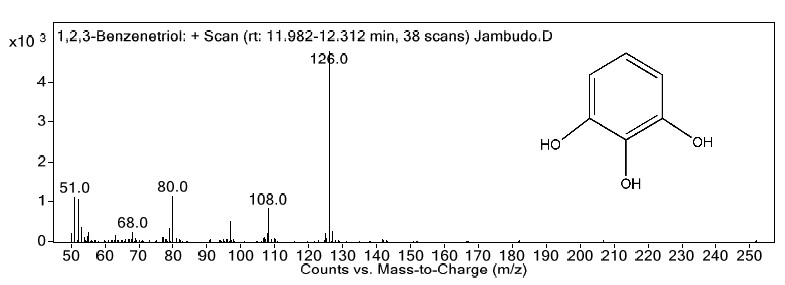 x10 3
1,2,3-Benzenetriol: + Scan (rt: 11.982-12.312 min, 38 scans) Jambudo.D
126.0
4
3
2
1
0
51.0
68.0
80.0
108.0
HO
OH
OH
50 60 70 80 90 100 110 120 130 140 150 160 170 180 190 200 210 220 230 240 250
Counts vs. Mass-to-Charge (m/z)